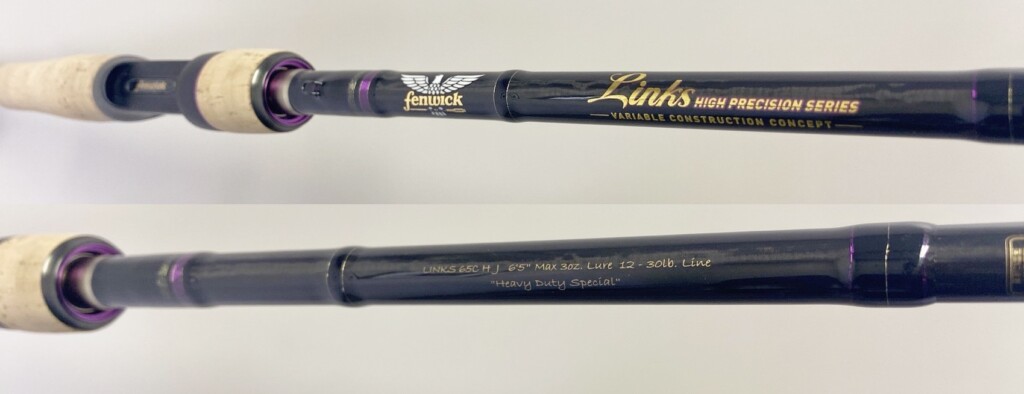 fenwick
Links HIGH PRECISION SERIES
VARIABLE CONSTRUCTION CONCEPT
LINKS 65C H J 6'5" Max 3oz. Lure 12 - 30lb. Line
"Heavy Duty Special"